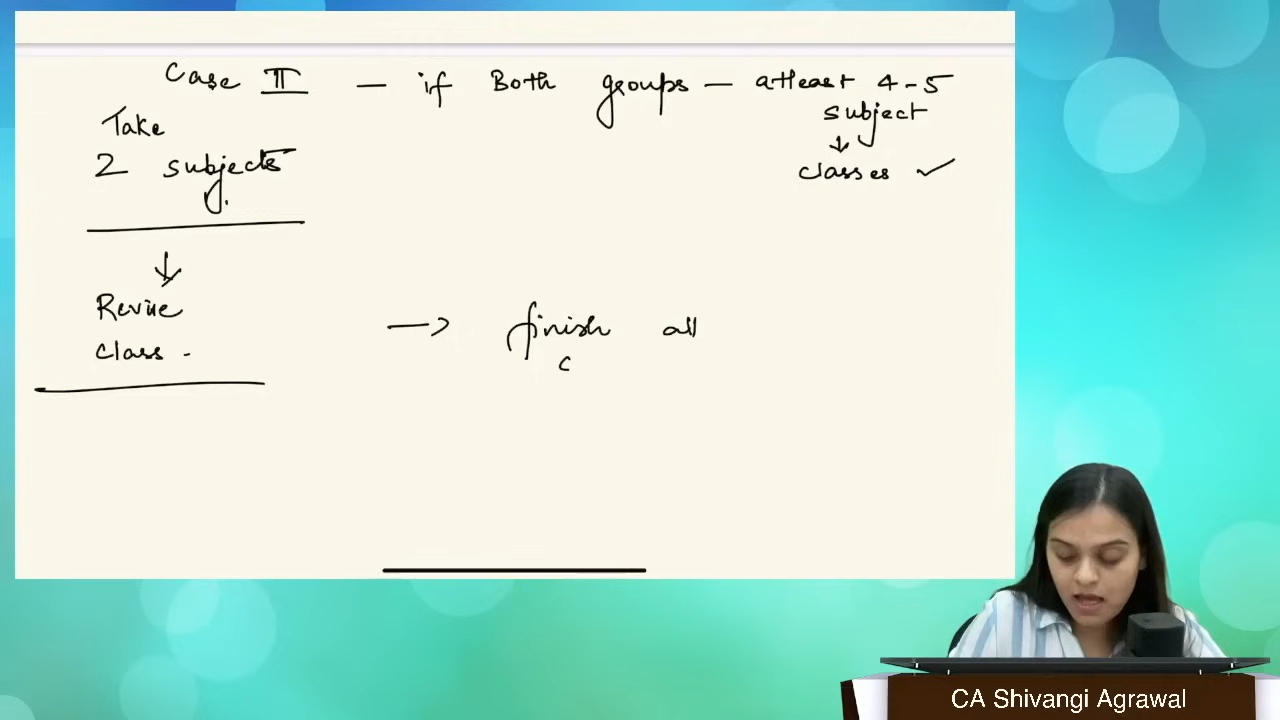 Case II — if Both groups — atleast 4-5
subject
↓
classes ✓
Take
2 subjects.
↓
Revise
class -
→ finish all
c
CA Shivangi Agrawal